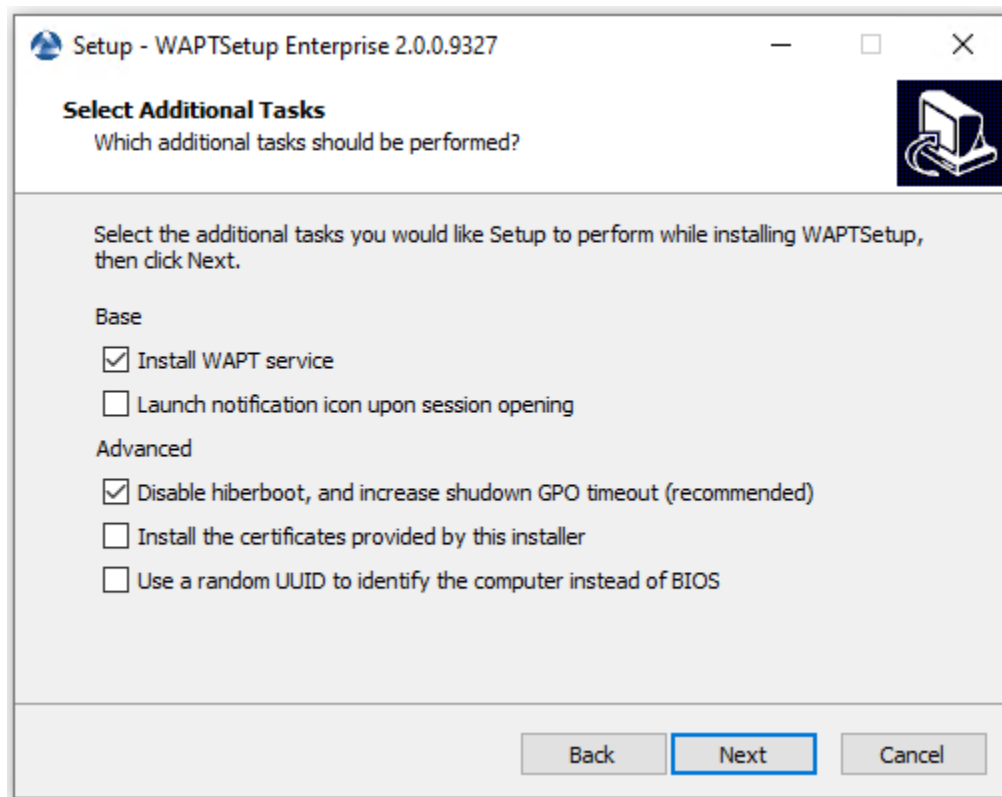 Setup - WAPTSetup Enterprise 2.0.0.9327
Select Additional Tasks
Which additional tasks should be performed?
Select the additional tasks you would like Setup to perform while installing WAPTSetup,
then click Next.
Base
Install WAPT service
Launch notification icon upon session opening
Advanced
Disable hiberboot, and increase shudown GPO timeout (recommended)
Install the certificates provided by this installer
Use a random UUID to identify the computer instead of BIOS
Back
Next
Cancel